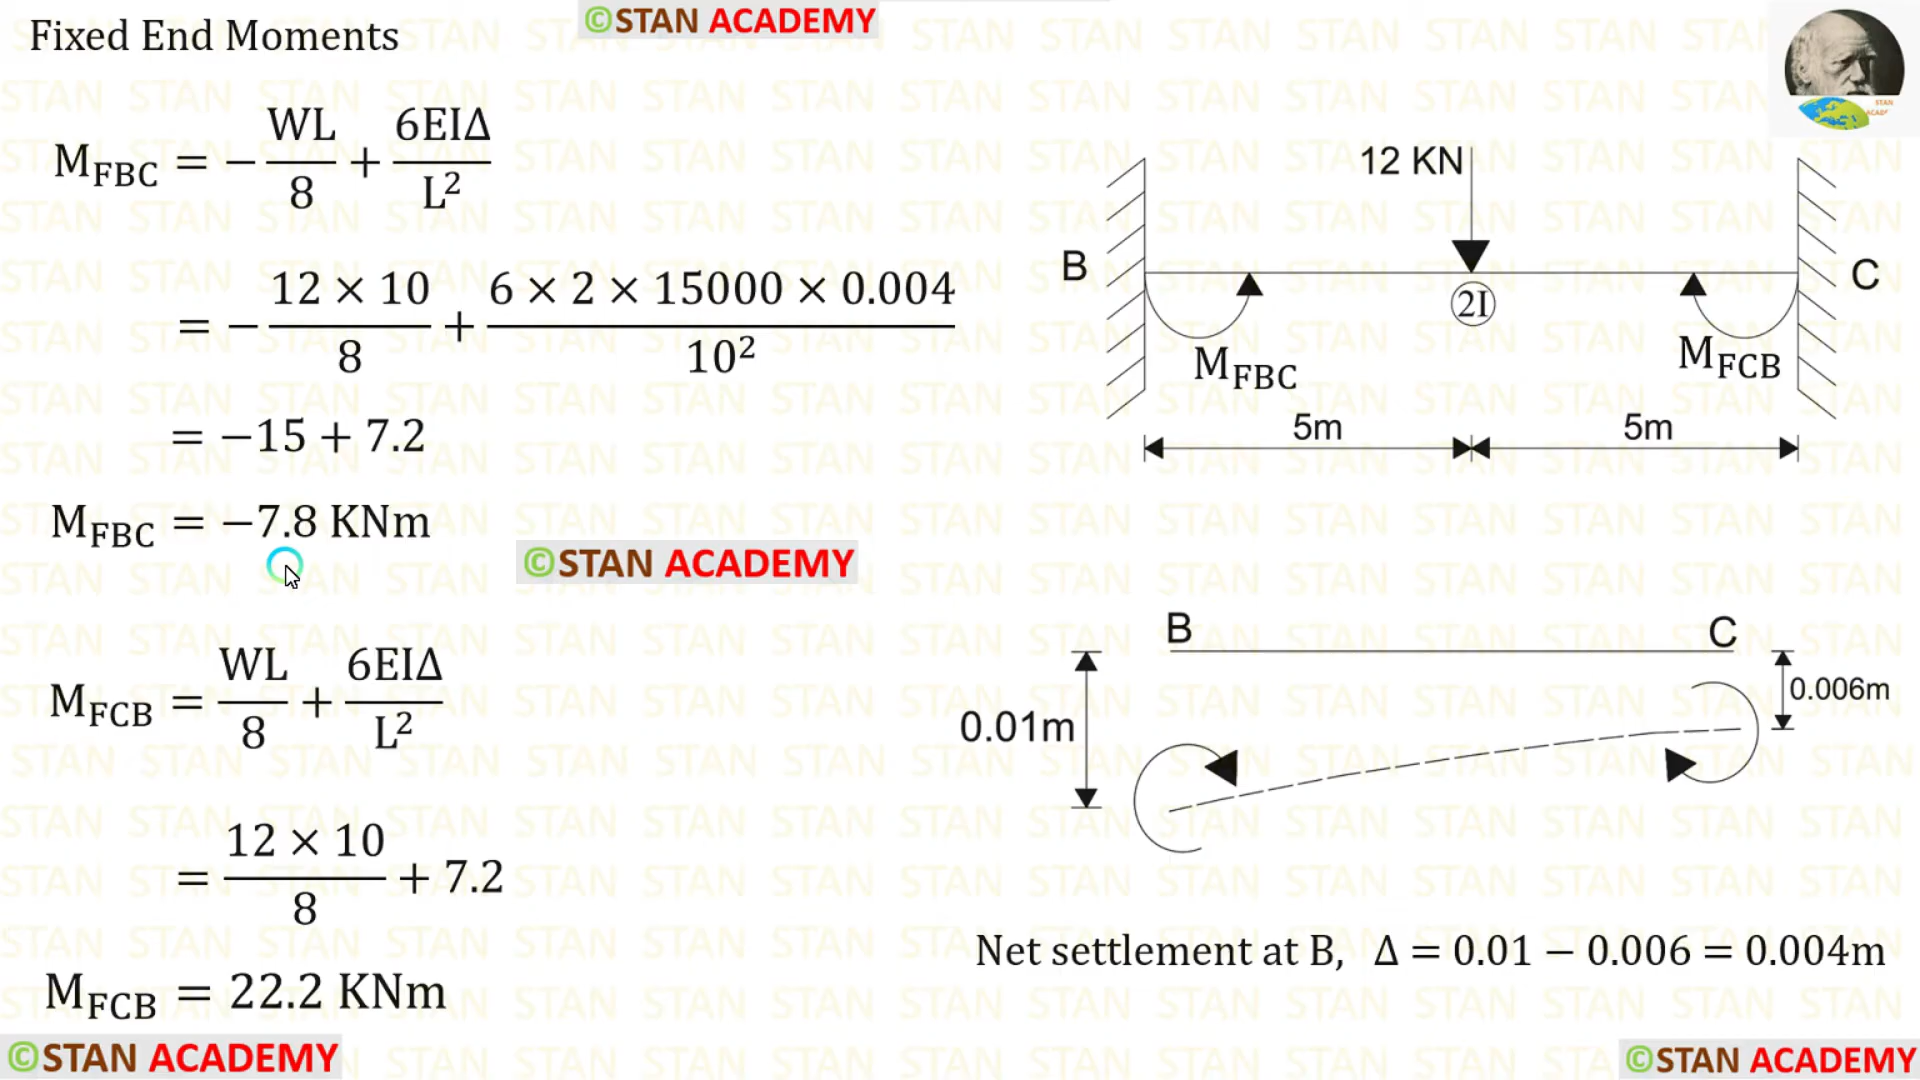 ©STAN ACADEMY
Fixed End Moments
M_FBC = −WL/8 + 6EIΔ/L²
= −(12 × 10)/8 + (6 × 2 × 15000 × 0.004)/10²
= −15 + 7.2
M_FBC = −7.8 KNm
©STAN ACADEMY
M_FCB = WL/8 + 6EIΔ/L²
= (12 × 10)/8 + 7.2
M_FCB = 22.2 KNm
©STAN ACADEMY
STAN
12 KN
B
C
2I
M_FBC
M_FCB
5m
5m
B
C
0.01m
0.006m
Net settlement at B, Δ = 0.01 − 0.006 = 0.004m
©STAN ACADEMY